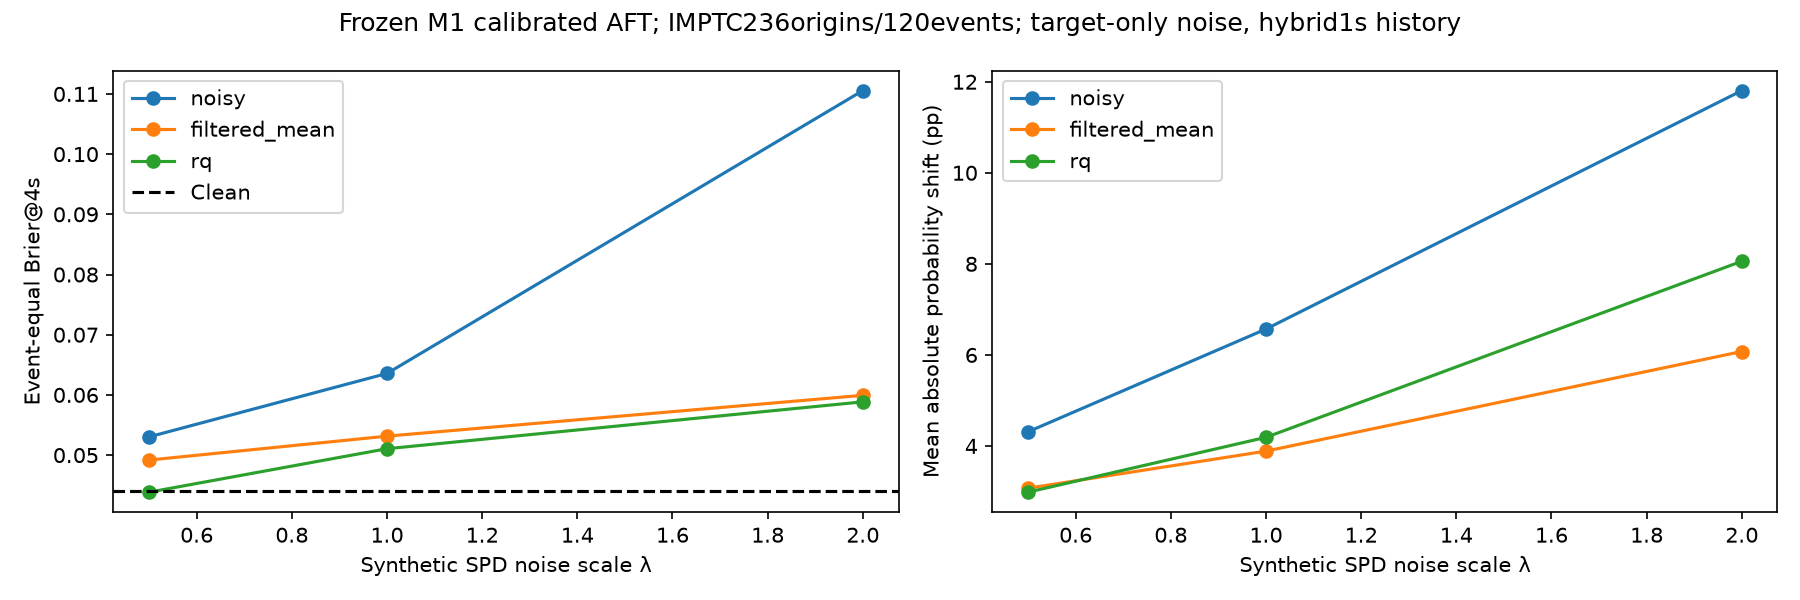 Frozen M1 calibrated AFT; IMPTC236origins/120events; target-only noise, hybrid1s history
noisy
filtered_mean
rq
Clean
Event-equal Brier@4s
0.11
0.10
0.09
0.08
0.07
0.06
0.05
0.6 0.8 1.0 1.2 1.4 1.6 1.8 2.0
Synthetic SPD noise scale λ
noisy
filtered_mean
rq
Mean absolute probability shift (pp)
12
10
8
6
4
0.6 0.8 1.0 1.2 1.4 1.6 1.8 2.0
Synthetic SPD noise scale λ